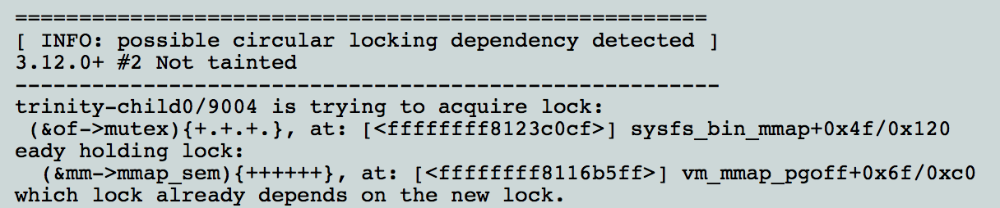 ======================================================
[ INFO: possible circular locking dependency detected ]
3.12.0+ #2 Not tainted
-------------------------------------------------------
trinity-child0/9004 is trying to acquire lock:
(&of->mutex){+.+.+.}, at: [<ffffffff8123c0cf>] sysfs_bin_mmap+0x4f/0x120
eady holding lock:
(&mm->mmap_sem){++++++}, at: [<ffffffff8116b5ff>] vm_mmap_pgoff+0x6f/0xc0
which lock already depends on the new lock.